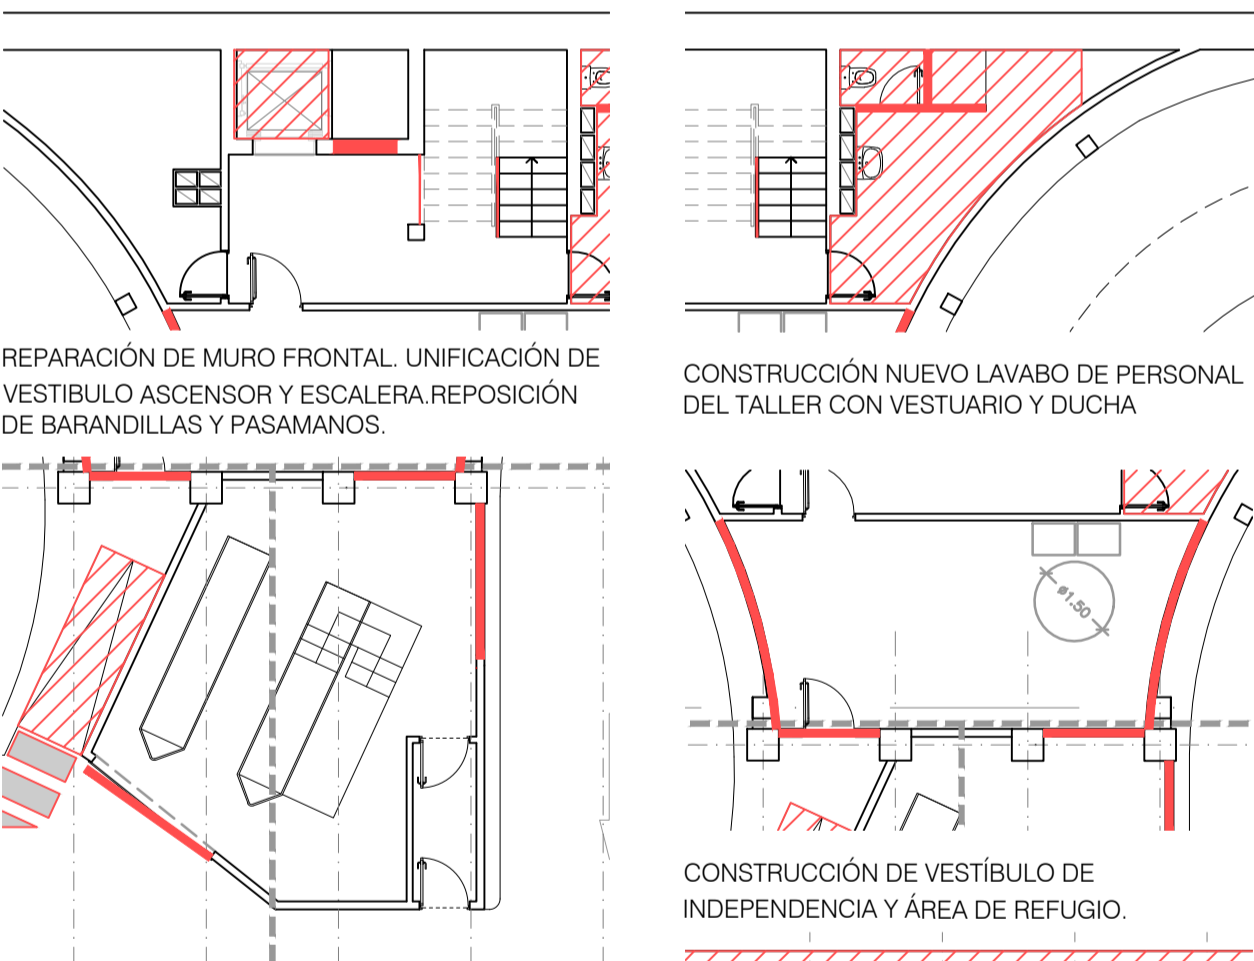 REPARACIÓN DE MURO FRONTAL. UNIFICACIÓN DE
VESTIBULO ASCENSOR Y ESCALERA.REPOSICIÓN
DE BARANDILLAS Y PASAMANOS.
CONSTRUCCIÓN NUEVO LAVABO DE PERSONAL
DEL TALLER CON VESTUARIO Y DUCHA
ø1.50
CONSTRUCCIÓN DE VESTÍBULO DE
INDEPENDENCIA Y ÁREA DE REFUGIO.